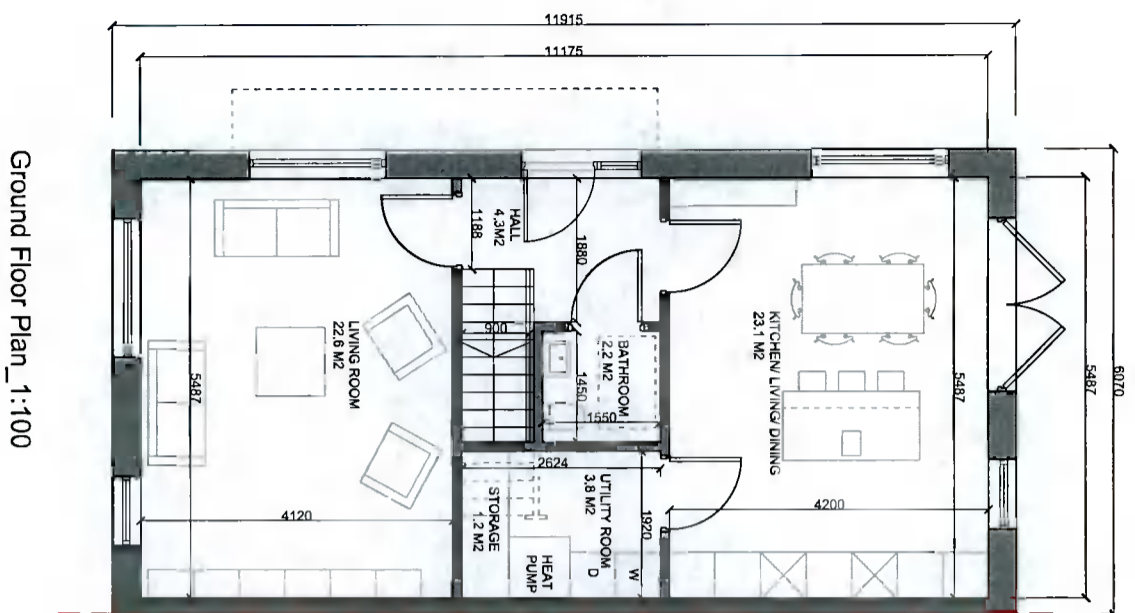 11915
11175
Ground Floor Plan_1:100
HALL
4.3M2
1188
1880
900
LIVING ROOM
22.6 M2
5487
4120
BATHROOM
2.2 M2
1450
1550
2624
UTILITY ROOM
3.8 M2
D
W
1920
STORAGE
1.2 M2
HEAT
PUMP
KITCHEN/ LIVING/ DINING
23.1 M2
5487
4200
5487
6070